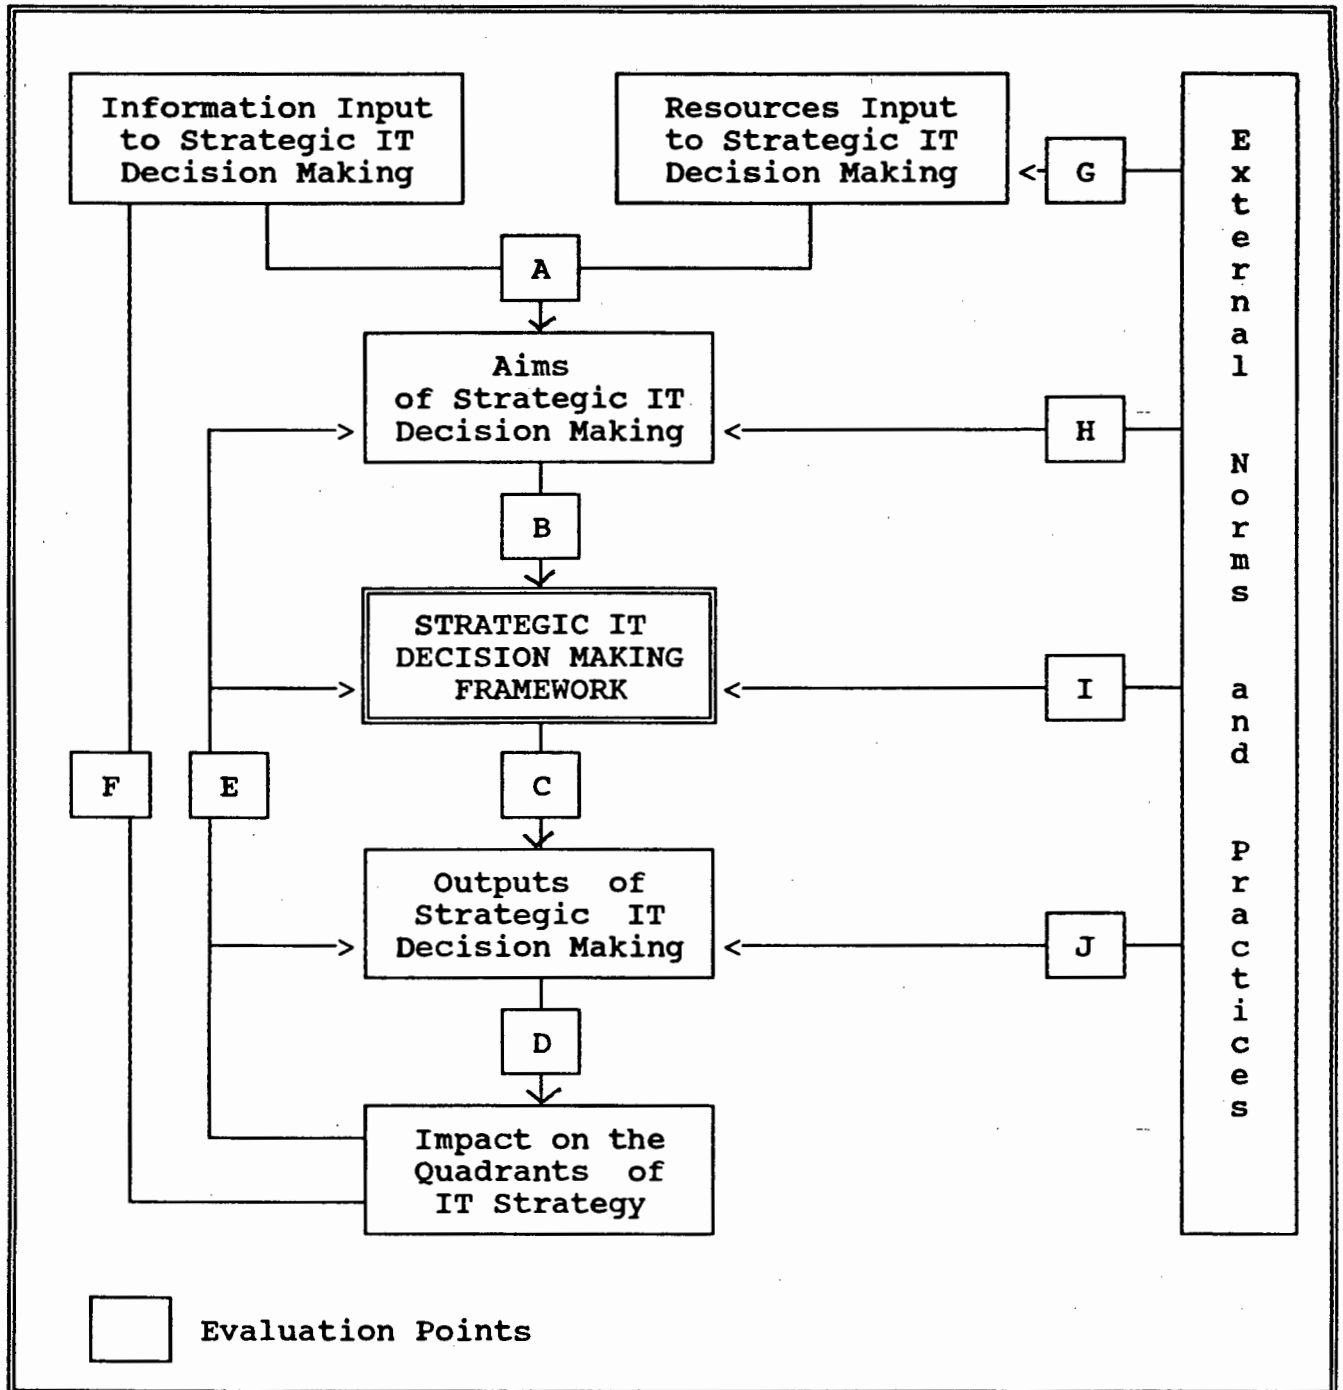 Information Input
to Strategic IT
Decision Making
Resources Input
to Strategic IT
Decision Making
G
External Norms and Practices
A
Aims
of Strategic IT
Decision Making
H
B
STRATEGIC IT
DECISION MAKING
FRAMEWORK
I
F
E
C
Outputs of
Strategic IT
Decision Making
J
D
Impact on the
Quadrants of
IT Strategy
Evaluation Points